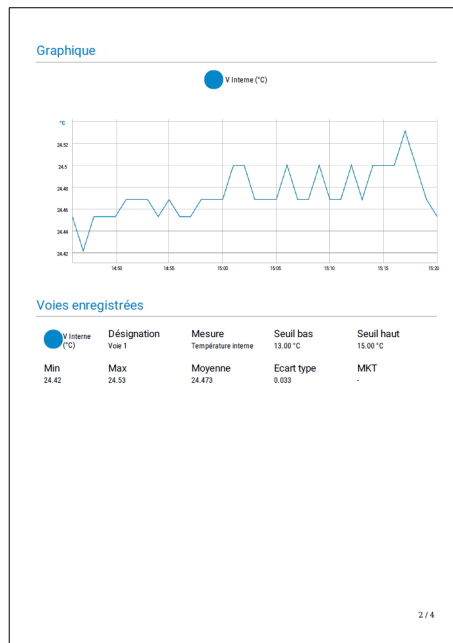 Graphique
V Interne (°C)
°C
24.52
24.5
24.48
24.46
24.44
24.42
14:50 14:55 15:00 15:05 15:10 15:15 15:20
Voies enregistrées
V Interne (°C) Désignation Mesure Seuil bas Seuil haut
Voie 1 Température interne 13.00 °C 15.00 °C
Min Max Moyenne Ecart type MKT
24.42 24.53 24.473 0.033 -
2 / 4